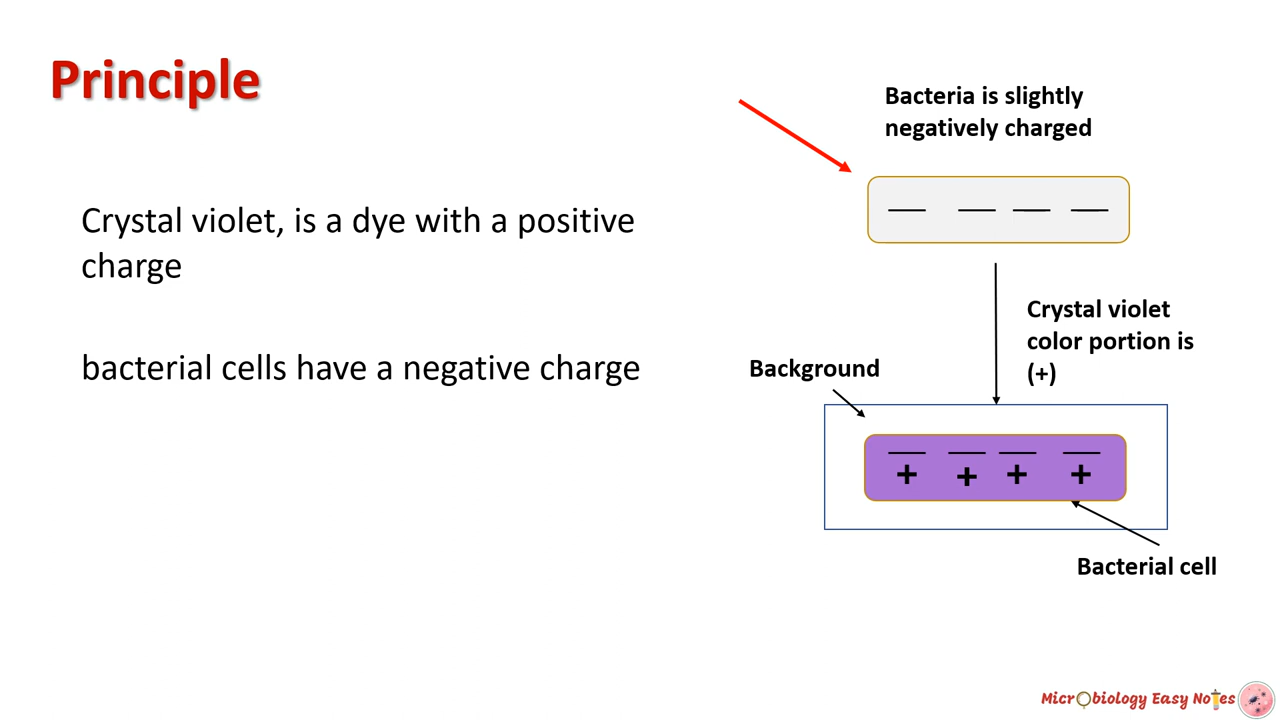 Principle
Crystal violet, is a dye with a positive
charge
bacterial cells have a negative charge
Bacteria is slightly
negatively charged
Crystal violet
color portion is
(+)
Background
+ + + +
Bacterial cell
Microbiology Easy Notes